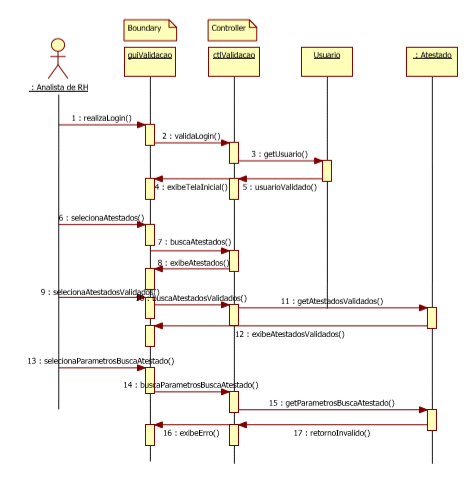 Boundary
Controller
guiValidacao
ctlValidacao
Usuario
: Atestado
: Analista de RH
1 : realizaLogin()
2 : validaLogin()
3 : getUsuario()
4 : exibeTelaInicial()
5 : usuarioValidado()
6 : selecionaAtestados()
7 : buscaAtestados()
8 : exibeAtestados()
9 : selecionaAtestadosValidados()
10 : buscaAtestadosValidados()
11 : getAtestadosValidados()
12 : exibeAtestadosValidados()
13 : selecionaParametrosBuscaAtestado()
14 : buscaParametrosBuscaAtestado()
15 : getParametrosBuscaAtestado()
16 : exibeErro()
17 : retornoInvalido()